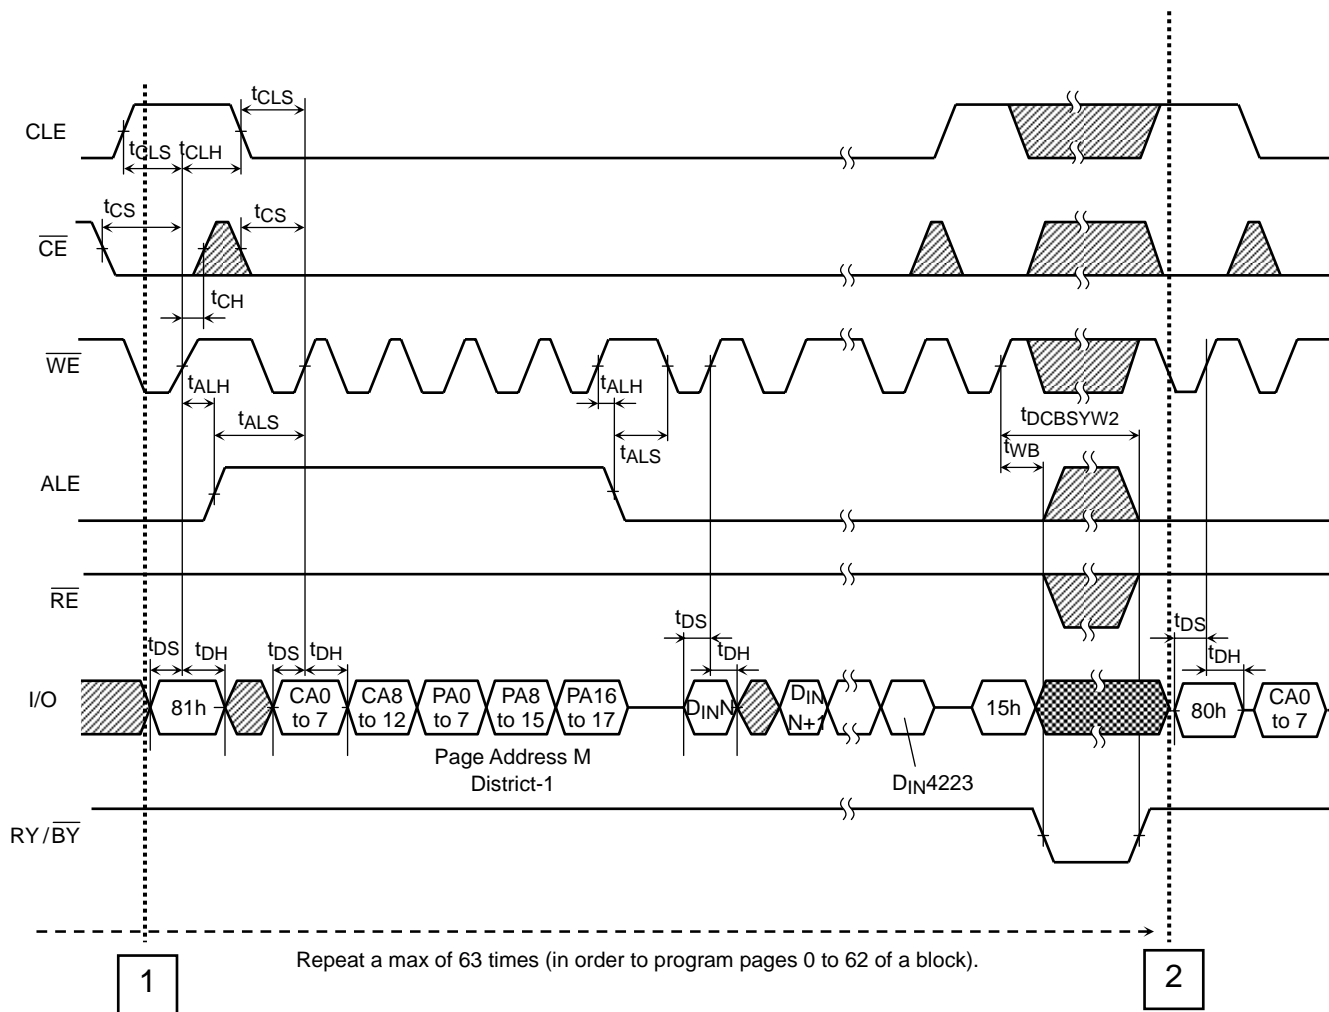 tCLS
CLE
tCLS tCLH
tCS
tCS
CE
tCH
WE
tALH
tALH
tDCBSYW2
tALS
tALS
tWB
ALE
RE
tDS
tDH
tDS
tDH
tDS
tDH
tDS
tDH
I/O
81h
CA0 to 7
CA8 to 12
PA0 to 7
PA8 to 15
PA16 to 17
DINN
DIN N+1
15h
80h
CA0 to 7
Page Address M
District-1
DIN4223
RY/BY
Repeat a max of 63 times (in order to program pages 0 to 62 of a block).
1
2